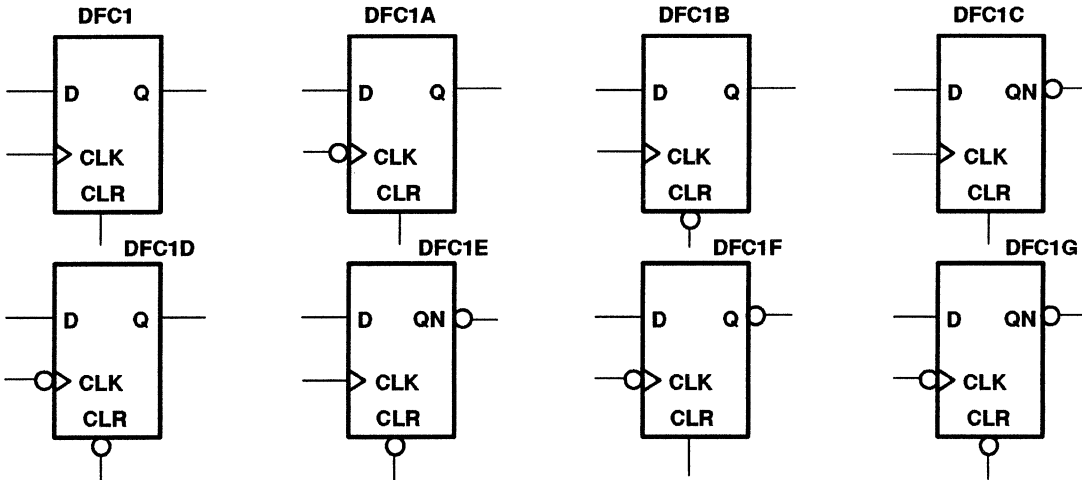 DFC1 DFC1A DFC1B DFC1C
D Q D Q D Q D QN
CLK CLK CLK CLK
CLR CLR CLR CLR
DFC1D DFC1E DFC1F DFC1G
D Q D QN D Q D QN
CLK CLK CLK CLK
CLR CLR CLR CLR